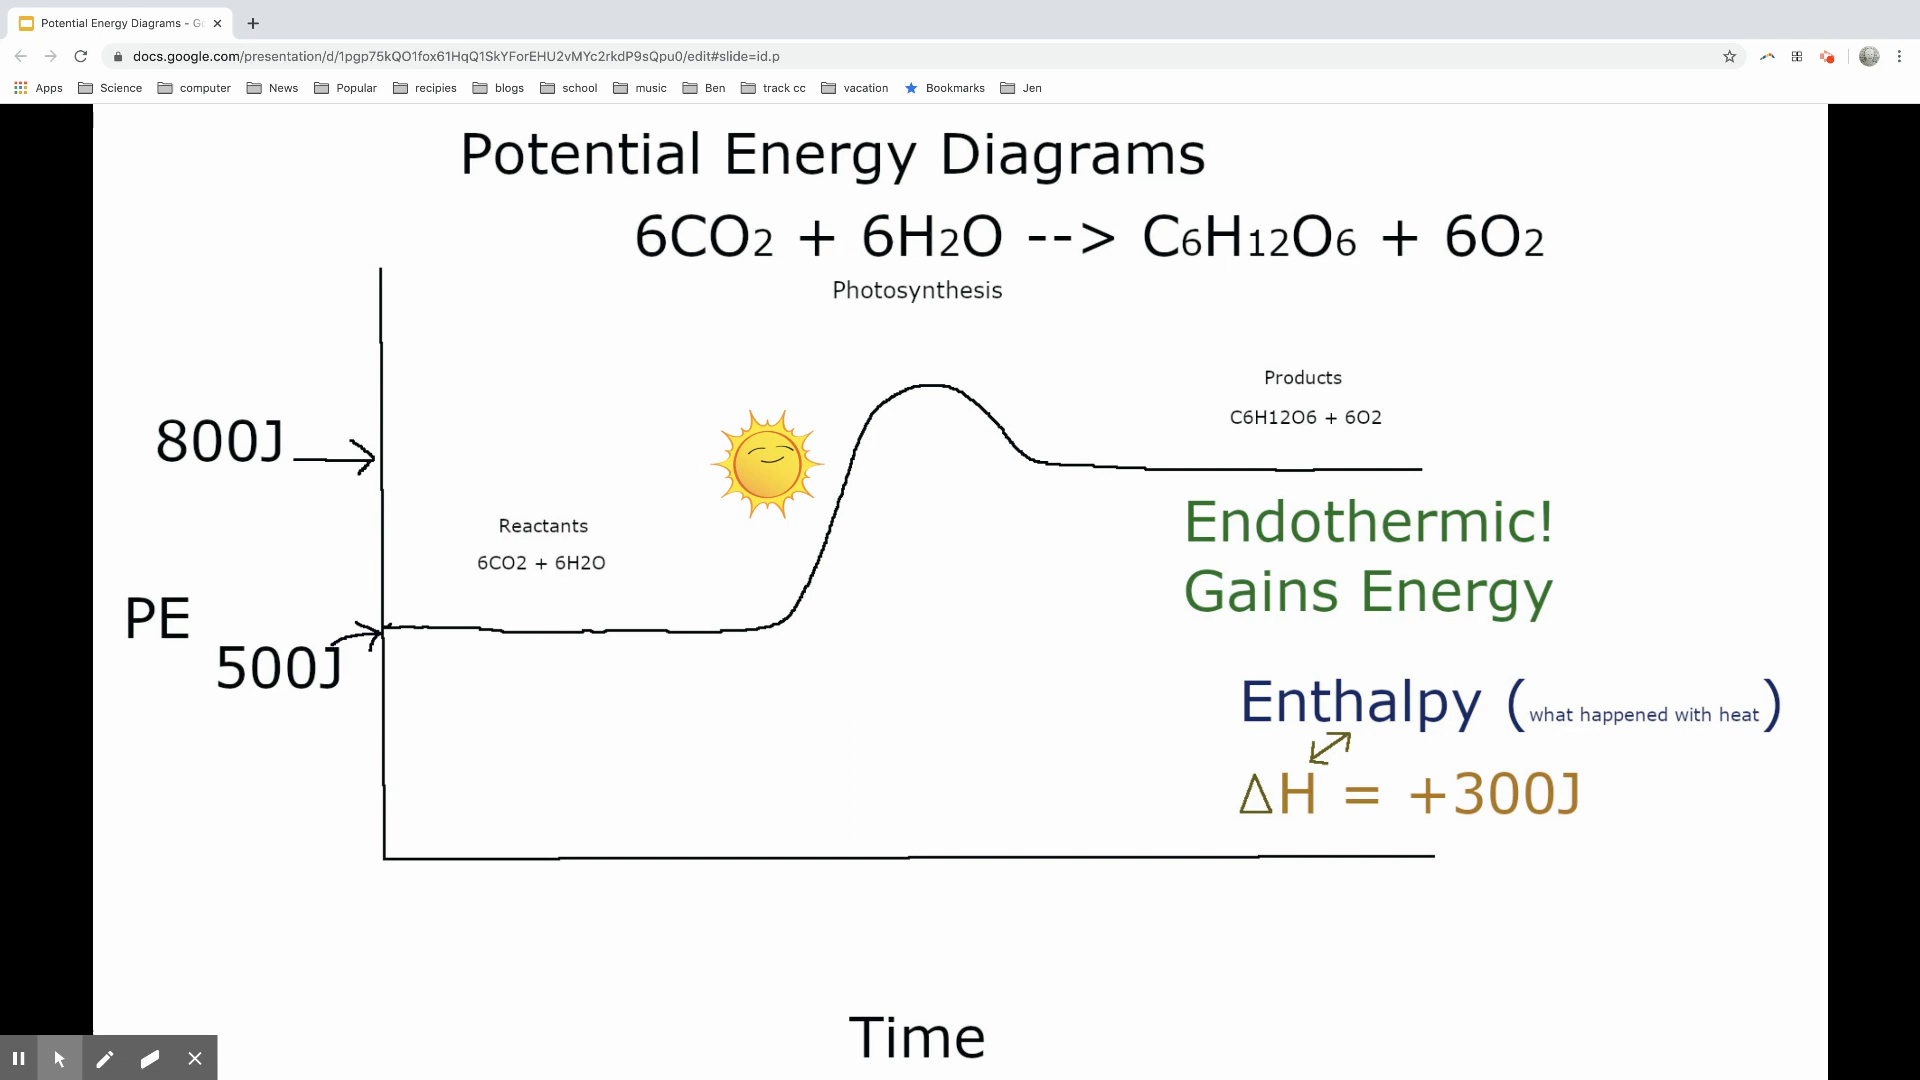 Potential Energy Diagrams - Go
docs.google.com/presentation/d/1pgp75kQO1fox61HqQ1SkYForEHU2vMYc2rkdP9sQpu0/edit#slide=id.p
Apps Science computer News Popular recipies blogs school music Ben track cc vacation Bookmarks Jen
Potential Energy Diagrams
6CO2 + 6H2O --> C6H12O6 + 6O2
Photosynthesis
Products
C6H12O6 + 6O2
800J
Reactants
6CO2 + 6H2O
Endothermic!
Gains Energy
PE
500J
Enthalpy (what happened with heat)
ΔH = +300J
Time